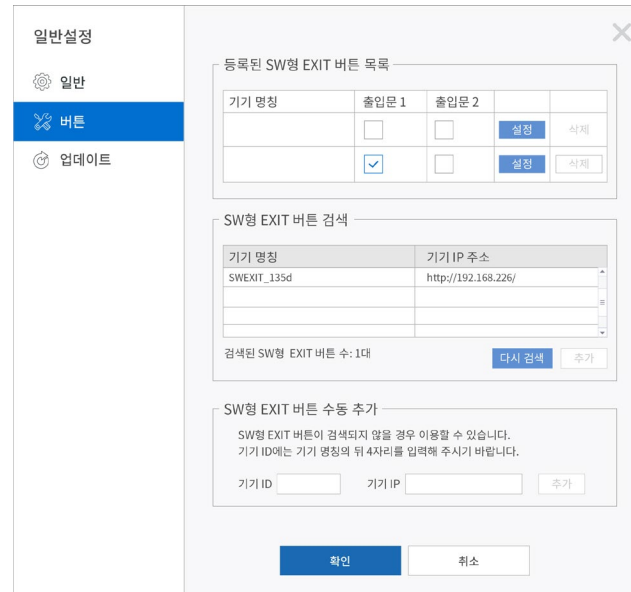 일반설정
일반
버튼
업데이트
등록된 SW형 EXIT 버튼 목록
기기 명칭 출입문 1 출입문 2
설정 삭제
설정 삭제
SW형 EXIT 버튼 검색
기기 명칭 기기 IP 주소
SWEXIT_135d http://192.168.226/
검색된 SW형 EXIT 버튼 수: 1대 다시 검색 추가
SW형 EXIT 버튼 수동 추가
SW형 EXIT 버튼이 검색되지 않을 경우 이용할 수 있습니다.
기기 ID에는 기기 명칭의 뒤 4자리를 입력해 주시기 바랍니다.
기기 ID 기기 IP 추가
확인 취소